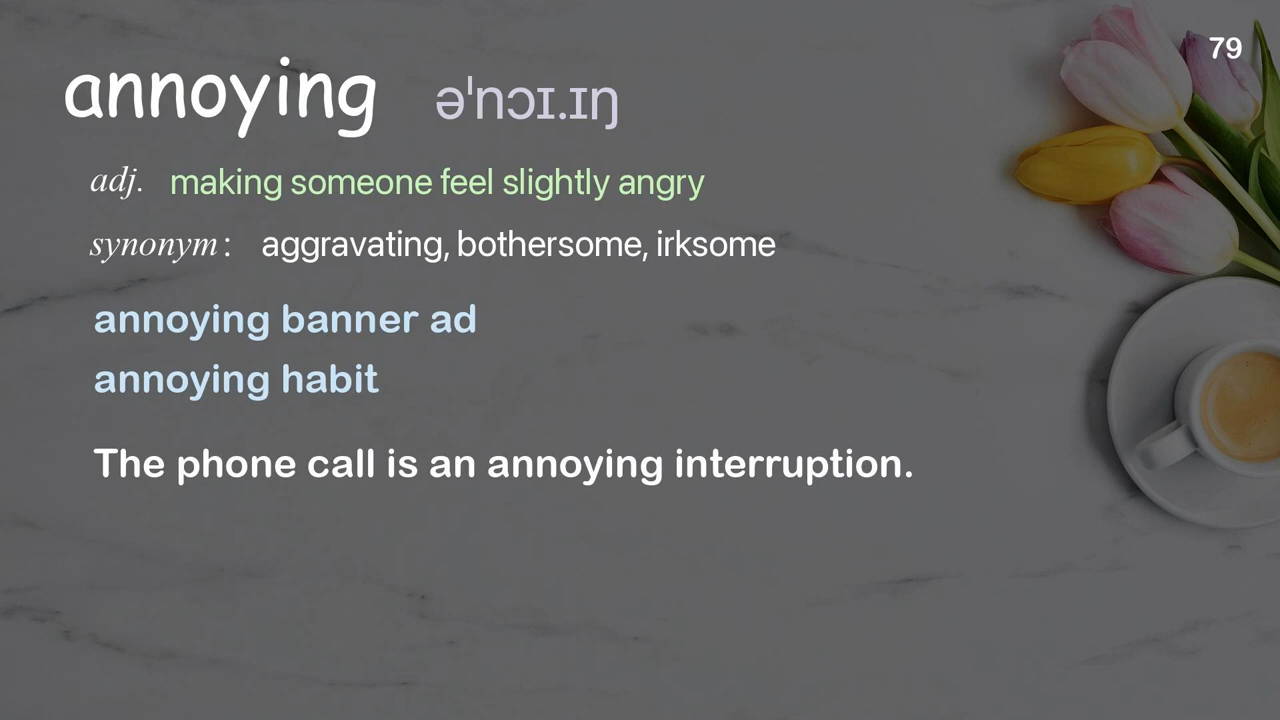 79
annoying əˈnɔɪ.ɪŋ
adj. making someone feel slightly angry
synonym: aggravating, bothersome, irksome
annoying banner ad
annoying habit
The phone call is an annoying interruption.